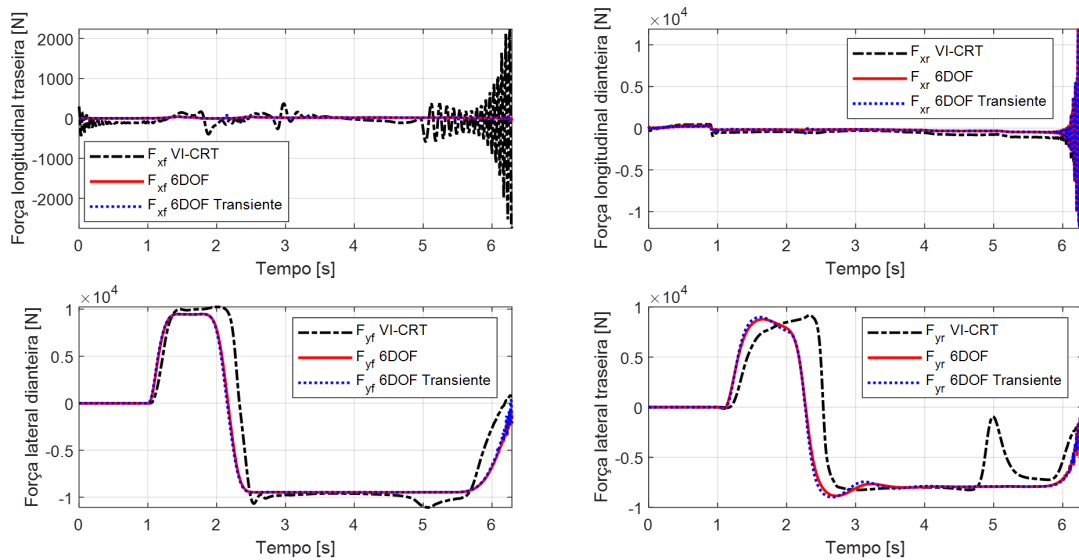 Força longitudinal traseira [N]
2000
1000
0
-1000
-2000
F_xf VI-CRT
F_xf 6DOF
F_xf 6DOF Transiente
0 1 2 3 4 5 6
Tempo [s]
Força longitudinal dianteira [N]
×10^4
1
0.5
0
-0.5
-1
F_xr VI-CRT
F_xr 6DOF
F_xr 6DOF Transiente
0 1 2 3 4 5 6
Tempo [s]
Força lateral dianteira [N]
×10^4
1
0.5
0
-0.5
-1
F_yf VI-CRT
F_yf 6DOF
F_yf 6DOF Transiente
0 1 2 3 4 5 6
Tempo [s]
Força lateral traseira [N]
×10^4
1
0.5
0
-0.5
-1
F_yr VI-CRT
F_yr 6DOF
F_yr 6DOF Transiente
0 1 2 3 4 5 6
Tempo [s]